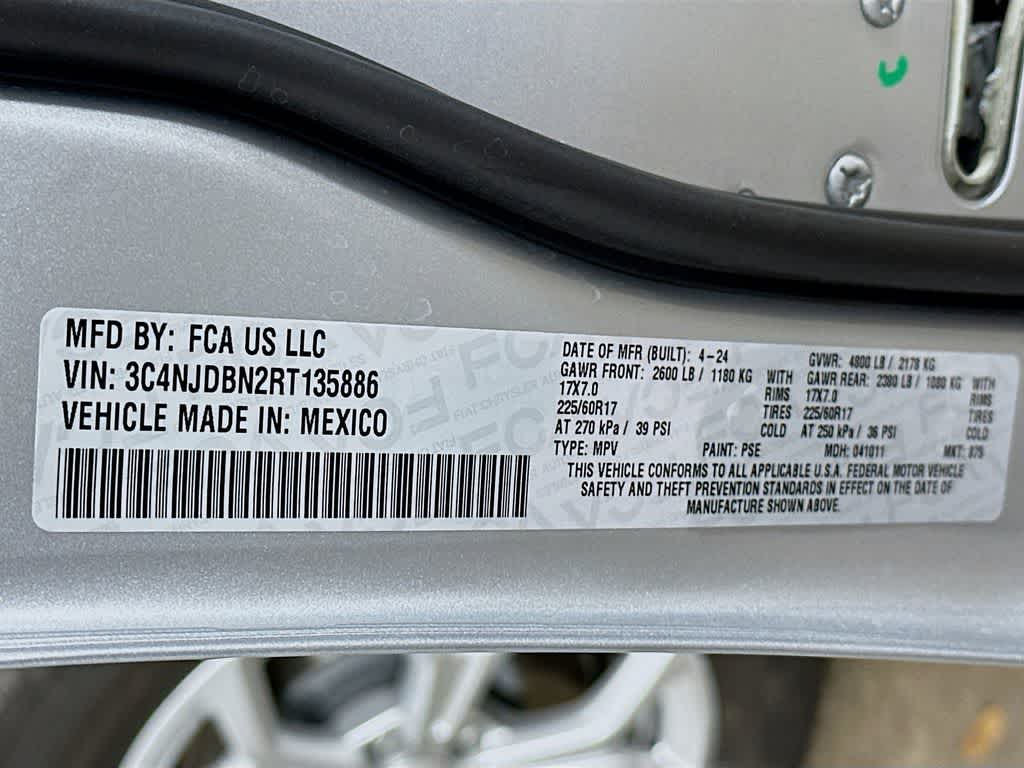 MFD BY: FCA US LLC
VIN: 3C4NJDBN2RT135886
VEHICLE MADE IN: MEXICO
DATE OF MFR (BUILT): 4-24 GVWR: 4800 LB / 2178 KG
GAWR FRONT: 2600 LB / 1180 KG WITH GAWR REAR: 2380 LB / 1080 KG WITH
17X7.0 RIMS 17X7.0 RIMS
225/60R17 TIRES 225/60R17 TIRES
AT 270 kPa / 39 PSI COLD AT 250 kPa / 36 PSI COLD
TYPE: MPV PAINT: PSE MDH: 041011 MKT:
THIS VEHICLE CONFORMS TO ALL APPLICABLE U.S.A. FEDERAL MOTOR VEHICLE
SAFETY AND THEFT PREVENTION STANDARDS IN EFFECT ON THE DATE OF
MANUFACTURE SHOWN ABOVE.